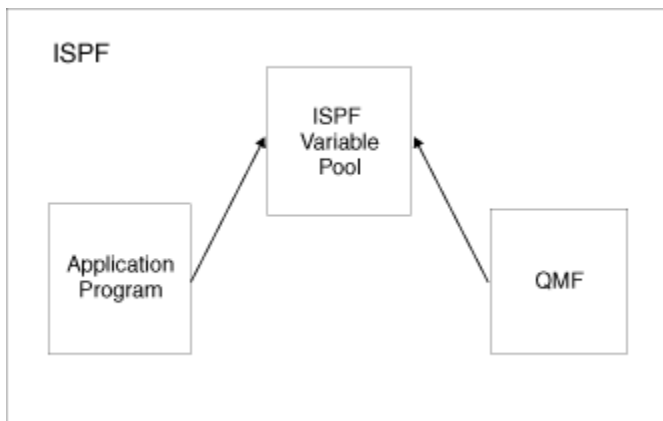 ISPF
ISPF
Variable
Pool
Application
Program
QMF